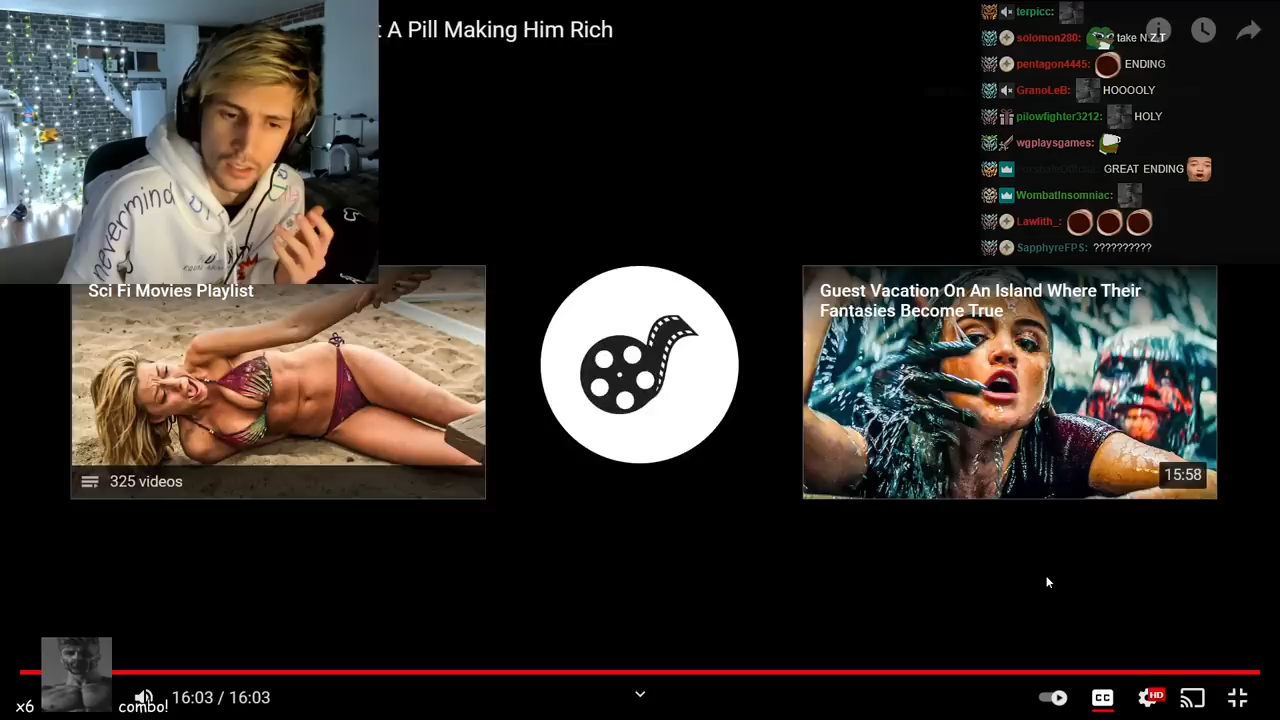 : A Pill Making Him Rich
terpicc:
solomon280: take N.Z.T
pentagon4445: ENDING
GranoLeB: HOOOOLY
pilowfighter3212: HOLY
wgplaysgames:
GREAT ENDING
WombatInsomniac:
Lawlith_:
SapphyreFPS: ??????????
nevermind
Sci Fi Movies Playlist
325 videos
Guest Vacation On An Island Where Their
Fantasies Become True
15:58
16:03 / 16:03
x6 combo!
CC
HD